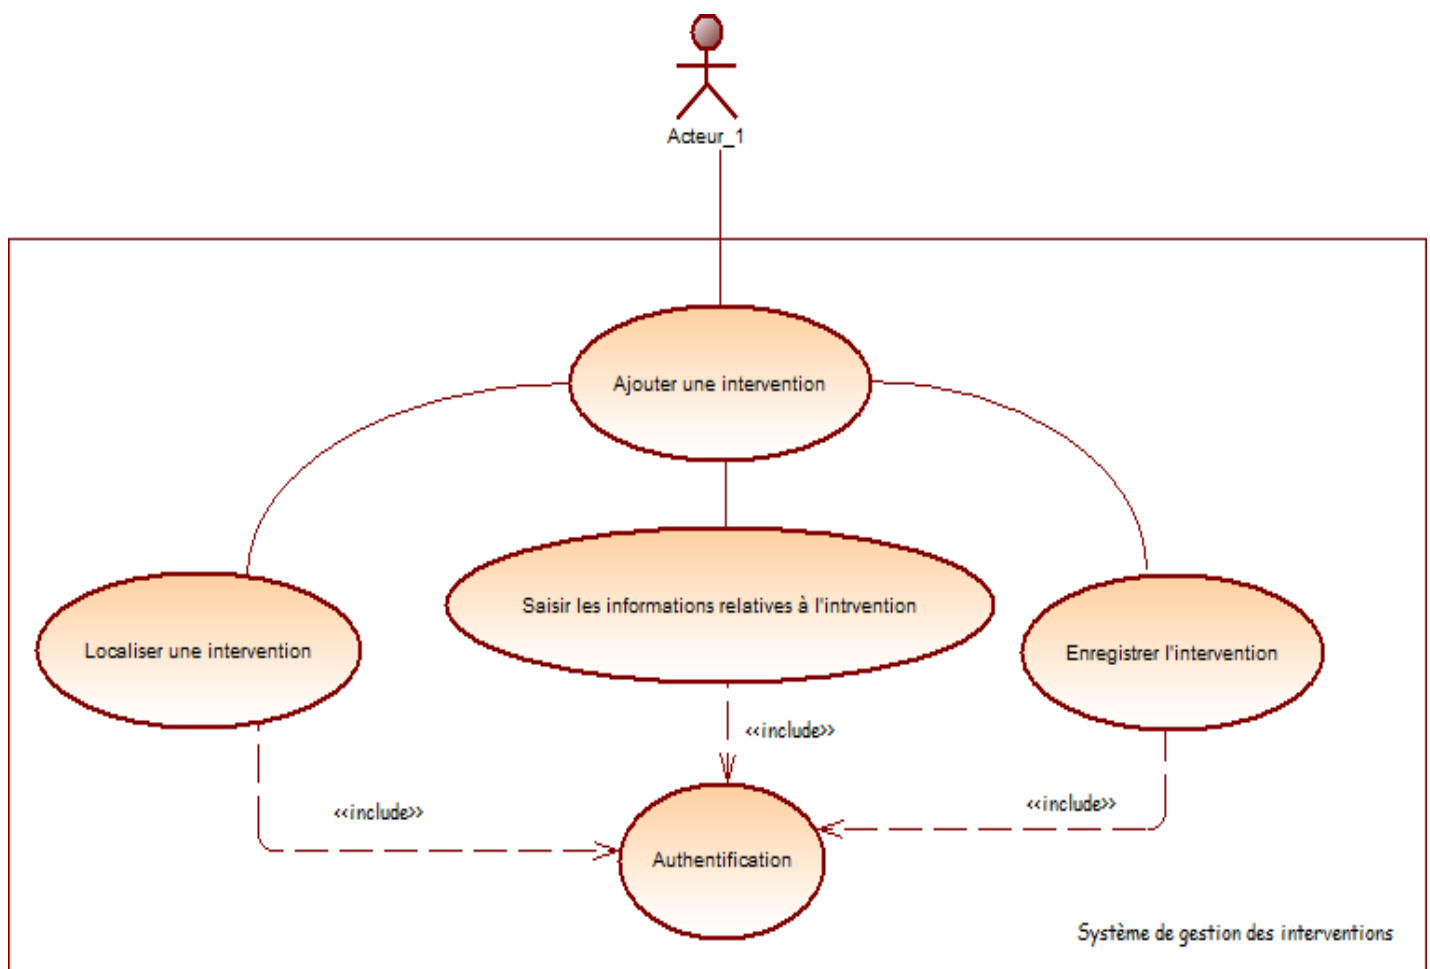 Acteur_1
Ajouter une intervention
Saisir les informations relatives à l'intrvention
Localiser une intervention
Enregistrer l'intervention
<<include>>
<<include>>
<<include>>
Authentification
Système de gestion des interventions